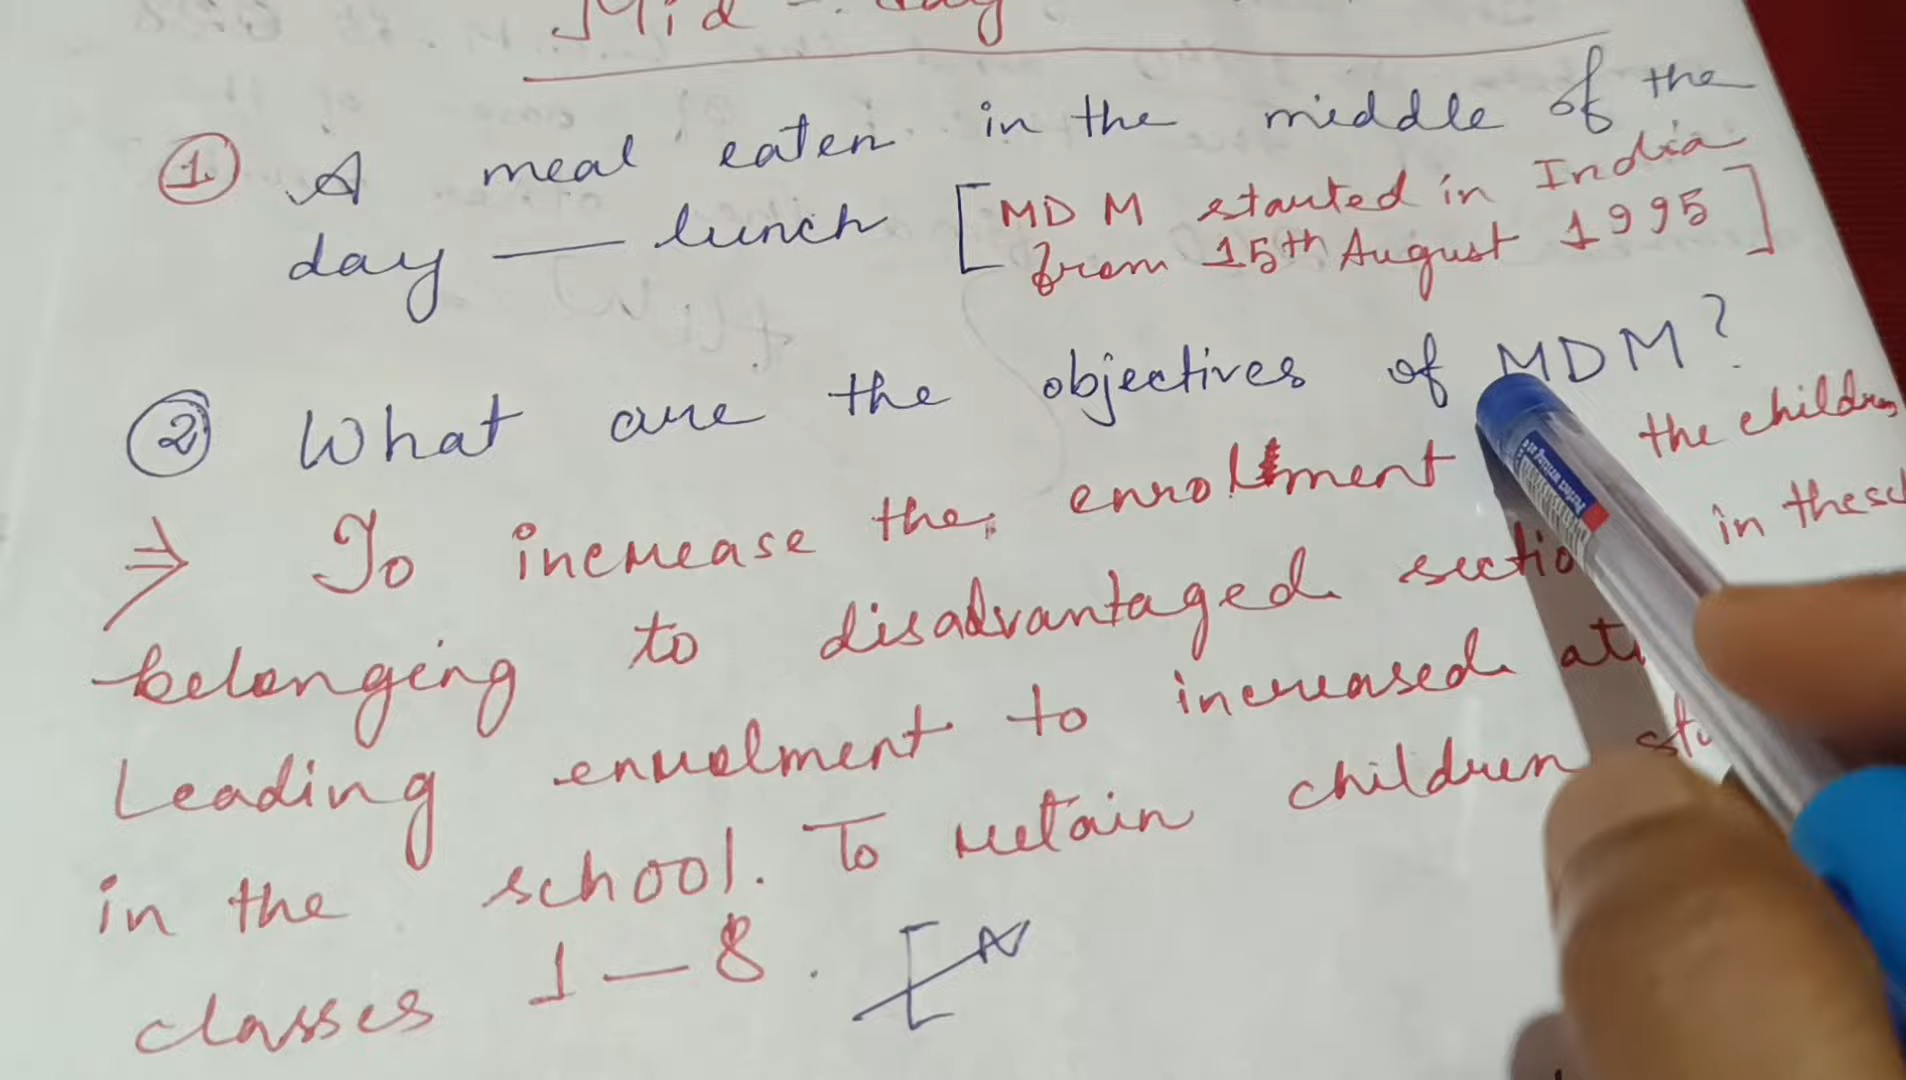 Mid - day
① A meal eaten in the middle of the
day — lunch [MDM started in India
from 15th August 1995]
② What are the objectives of MDM?
⇒ To increase the enrolment the children
belonging to disadvantaged section in the
Leading enrolment to increased
in the school. To retain children
classes 1 — 8.